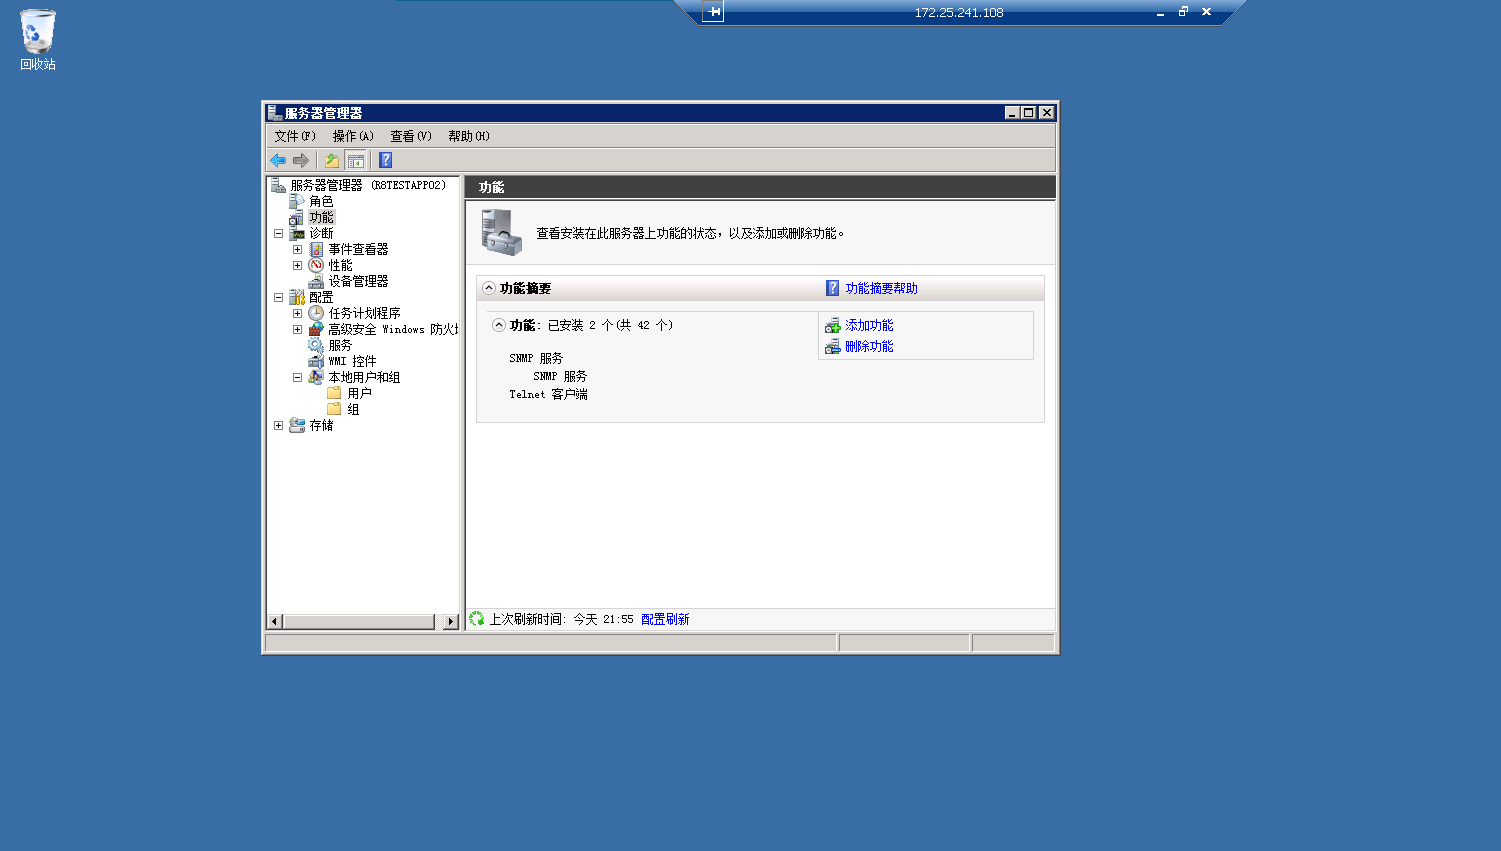 172.25.241.108
回收站
服务器管理器
文件(F) 操作(A) 查看(V) 帮助(H)
服务器管理器 (R8TESTAPP02)
角色
功能
诊断
事件查看器
性能
设备管理器
配置
任务计划程序
高级安全 Windows 防火
服务
WMI 控件
本地用户和组
用户
组
存储
功能
查看安装在此服务器上功能的状态，以及添加或删除功能。
功能摘要
功能摘要帮助
功能: 已安装 2 个(共 42 个)
SNMP 服务
SNMP 服务
Telnet 客户端
添加功能
删除功能
上次刷新时间: 今天 21:55 配置刷新